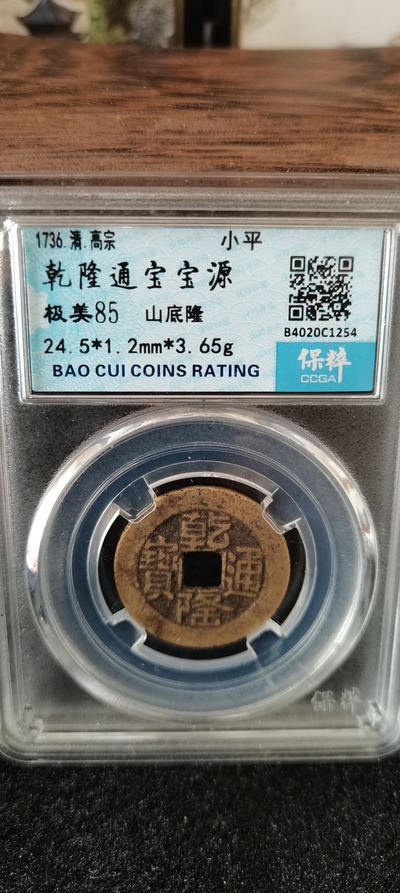 1736.清.高宗 小平
乾隆通宝宝源
极美85 山底隆
B4020C1254
24.5*1.2mm*3.65g
保粹
CCGA
BAO CUI COINS RATING
乾
寶 通
隆
保粹